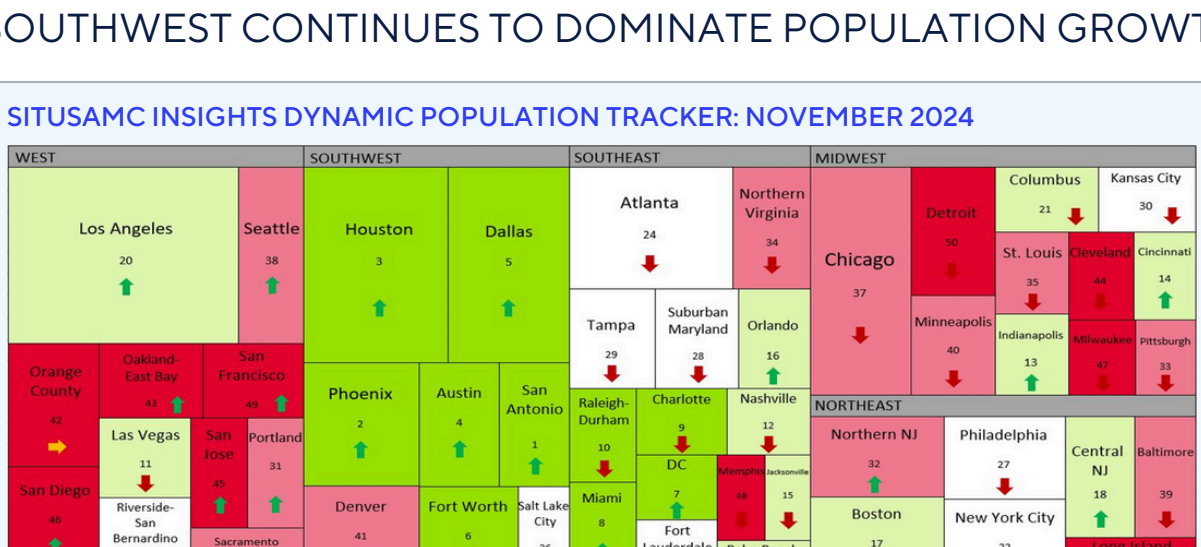 SOUTHWEST CONTINUES TO DOMINATE POPULATION GROWT
SITUSAMC INSIGHTS DYNAMIC POPULATION TRACKER: NOVEMBER 2024
WEST
Los Angeles
20
Seattle
38
Orange
County
42
Oakland-
East Bay
43
San
Francisco
49
Las Vegas
11
San
Jose
45
Portland
31
San Diego
46
Riverside-
San
Bernardino
Sacramento
SOUTHWEST
Houston
3
Dallas
5
Phoenix
2
Austin
4
San
Antonio
1
Denver
41
Fort Worth
6
Salt Lake
City
SOUTHEAST
Atlanta
24
Northern
Virginia
34
Tampa
29
Suburban
Maryland
28
Orlando
16
Raleigh-
Durham
10
Charlotte
9
Nashville
12
DC
7
Memphis
48
Jacksonville
15
Miami
8
Fort
Lauderdale
MIDWEST
Chicago
37
Detroit
50
Columbus
21
Kansas City
30
St. Louis
35
Cleveland
44
Cincinnati
14
Minneapolis
40
Indianapolis
13
Milwaukee
47
Pittsburgh
33
NORTHEAST
Northern NJ
32
Philadelphia
27
Central
NJ
18
Baltimore
39
Boston
17
New York City
Long Island